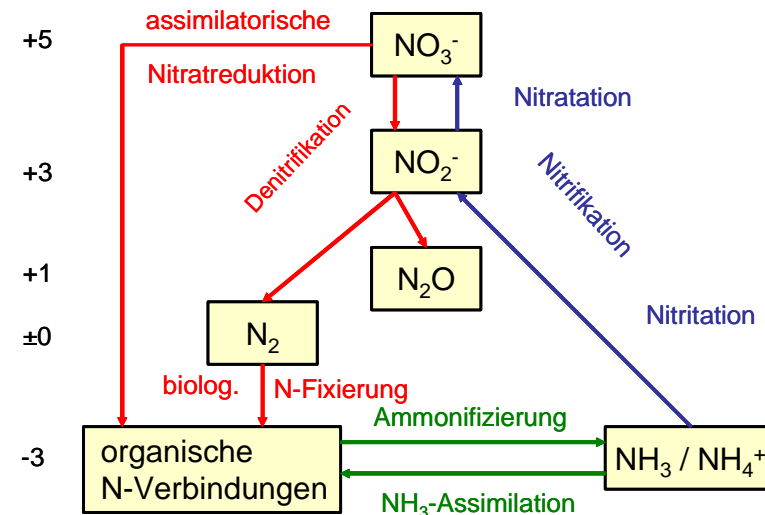 assimilatorische
+5
NO₃⁻
Nitratreduktion
Nitratation
Denitrifikation
NO₂⁻
+3
Nitrifikation
+1
N₂O
Nitritation
N₂
±0
biolog.
N-Fixierung
Ammonifizierung
-3
organische
N-Verbindungen
NH₃ / NH₄⁺
NH₃-Assimilation